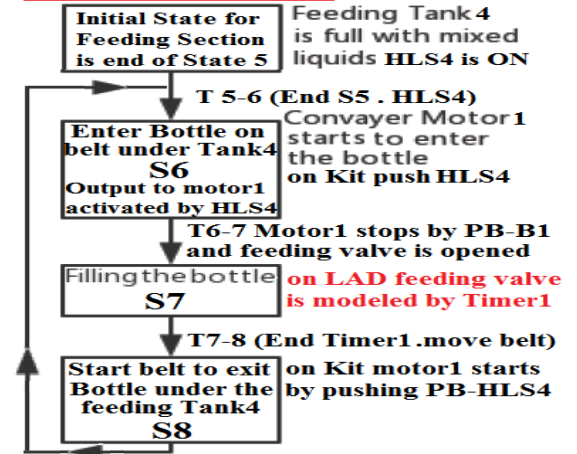 Initial State for
Feeding Section
is end of State 5
Feeding Tank 4
is full with mixed
liquids HLS4 is ON
T 5-6 (End S5 . HLS4)
Enter Bottle on
belt under Tank4
S6
Output to motor1
activated by HLS4
Convayer Motor1
starts to enter
the bottle
on Kit push HLS4
T6-7 Motor1 stops by PB-B1
and feeding valve is opened
Filling the bottle
S7
on LAD feeding valve
is modeled by Timer1
T7-8 (End Timer1.move belt)
Start belt to exit
Bottle under the
feeding Tank4
S8
on Kit motor1 starts
by pushing PB-HLS4